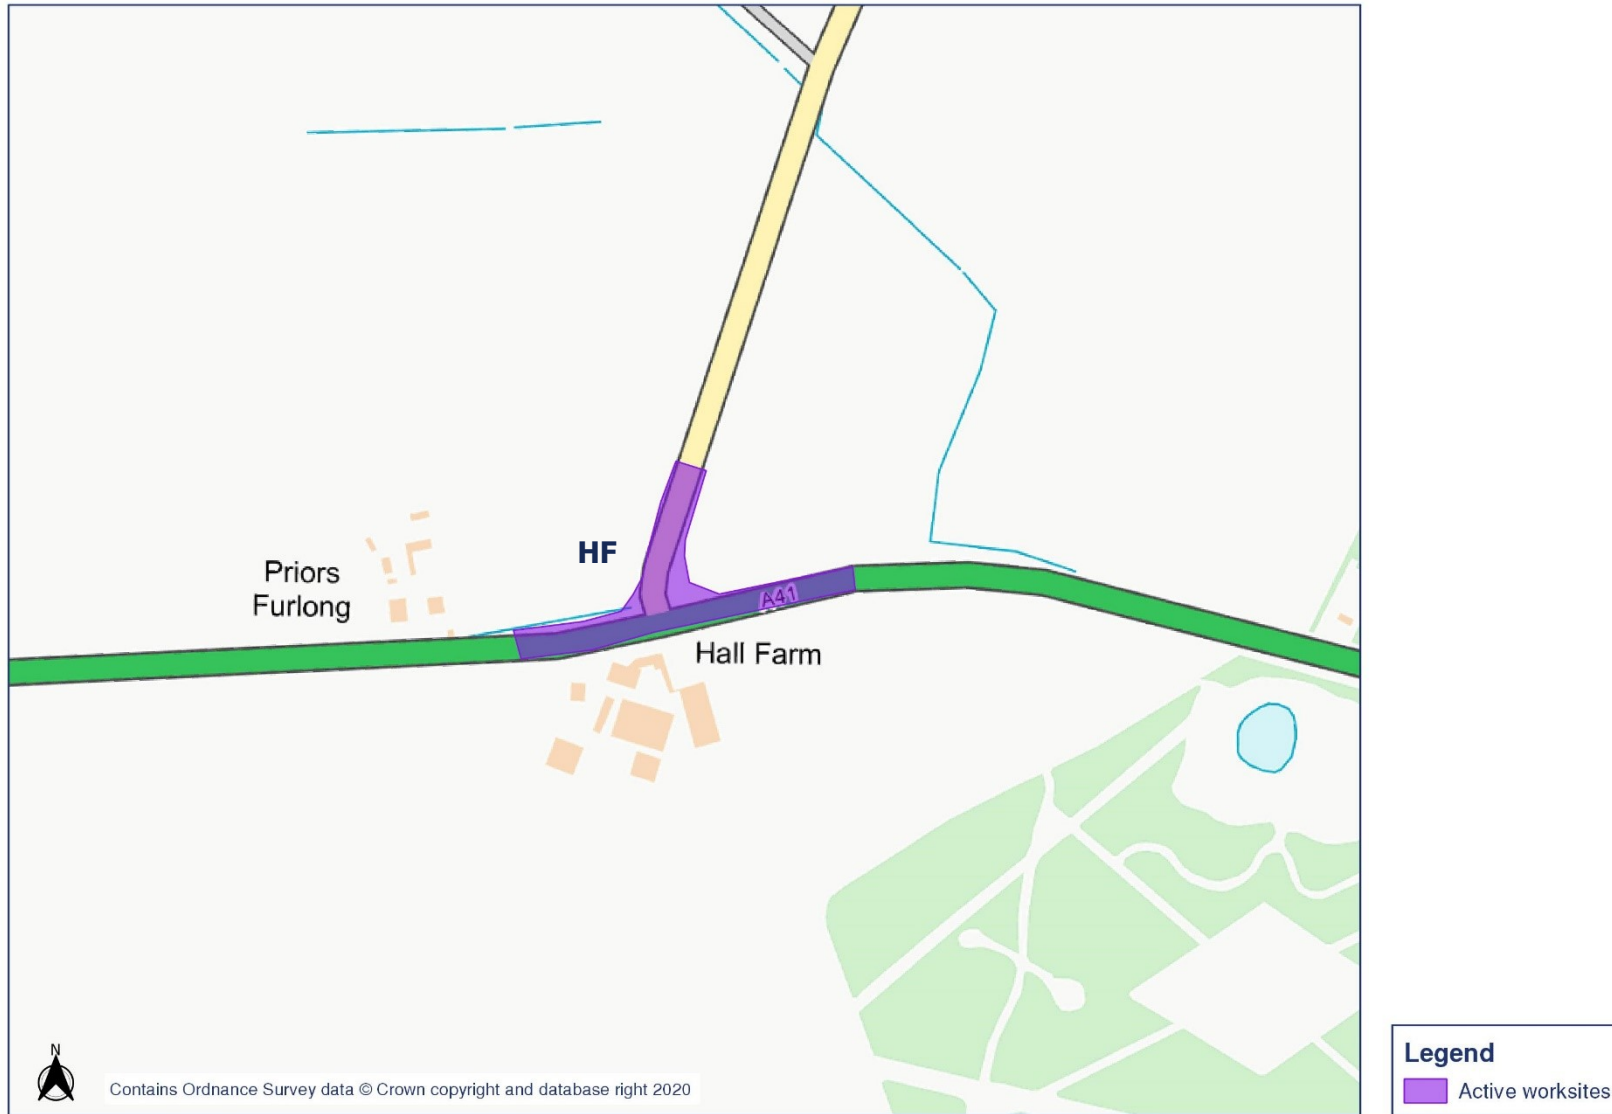 HF
Priors
Furlong
A41
Hall Farm
N
Contains Ordnance Survey data © Crown copyright and database right 2020
Legend
Active worksites